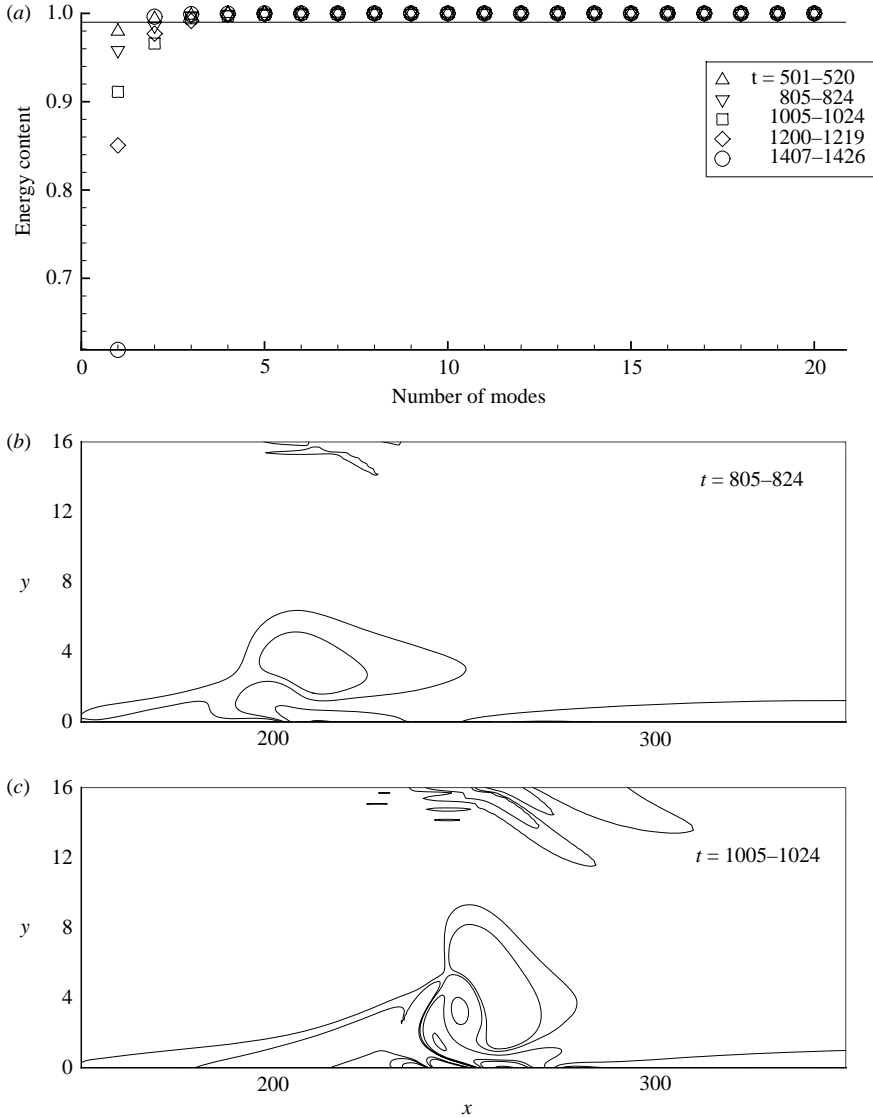 (a)
1.0
0.9
0.8
0.7
Energy content
t = 501–520
805–824
1005–1024
1200–1219
1407–1426
0 5 10 15 20
Number of modes
(b)
16
12
y 8
4
0
t = 805–824
200 300
(c)
16
12
y 8
4
0
t = 1005–1024
200 300
x